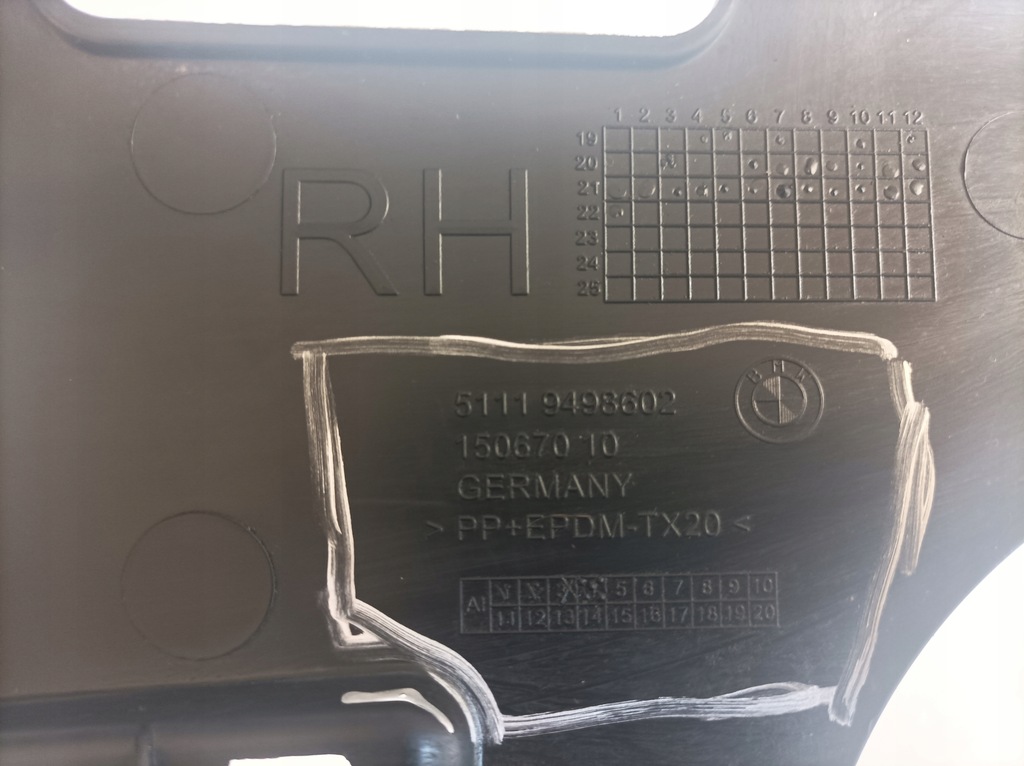 RH
1 2 3 4 5 6 7 8 9 10 11 12
19
20
21
22
23
24
25
BMW
5111 9498602
150670 10
GERMANY
> PP+EPDM-TX20 <
AI 5 6 7 8 9 10
11 12 13 14 15 16 17 18 19 20